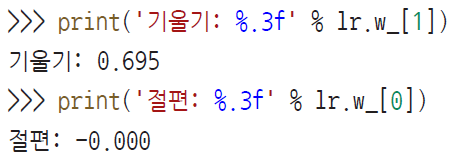 >>> print('기울기: %.3f' % lr.w_[1])
기울기: 0.695
>>> print('절편: %.3f' % lr.w_[0])
절편: -0.000